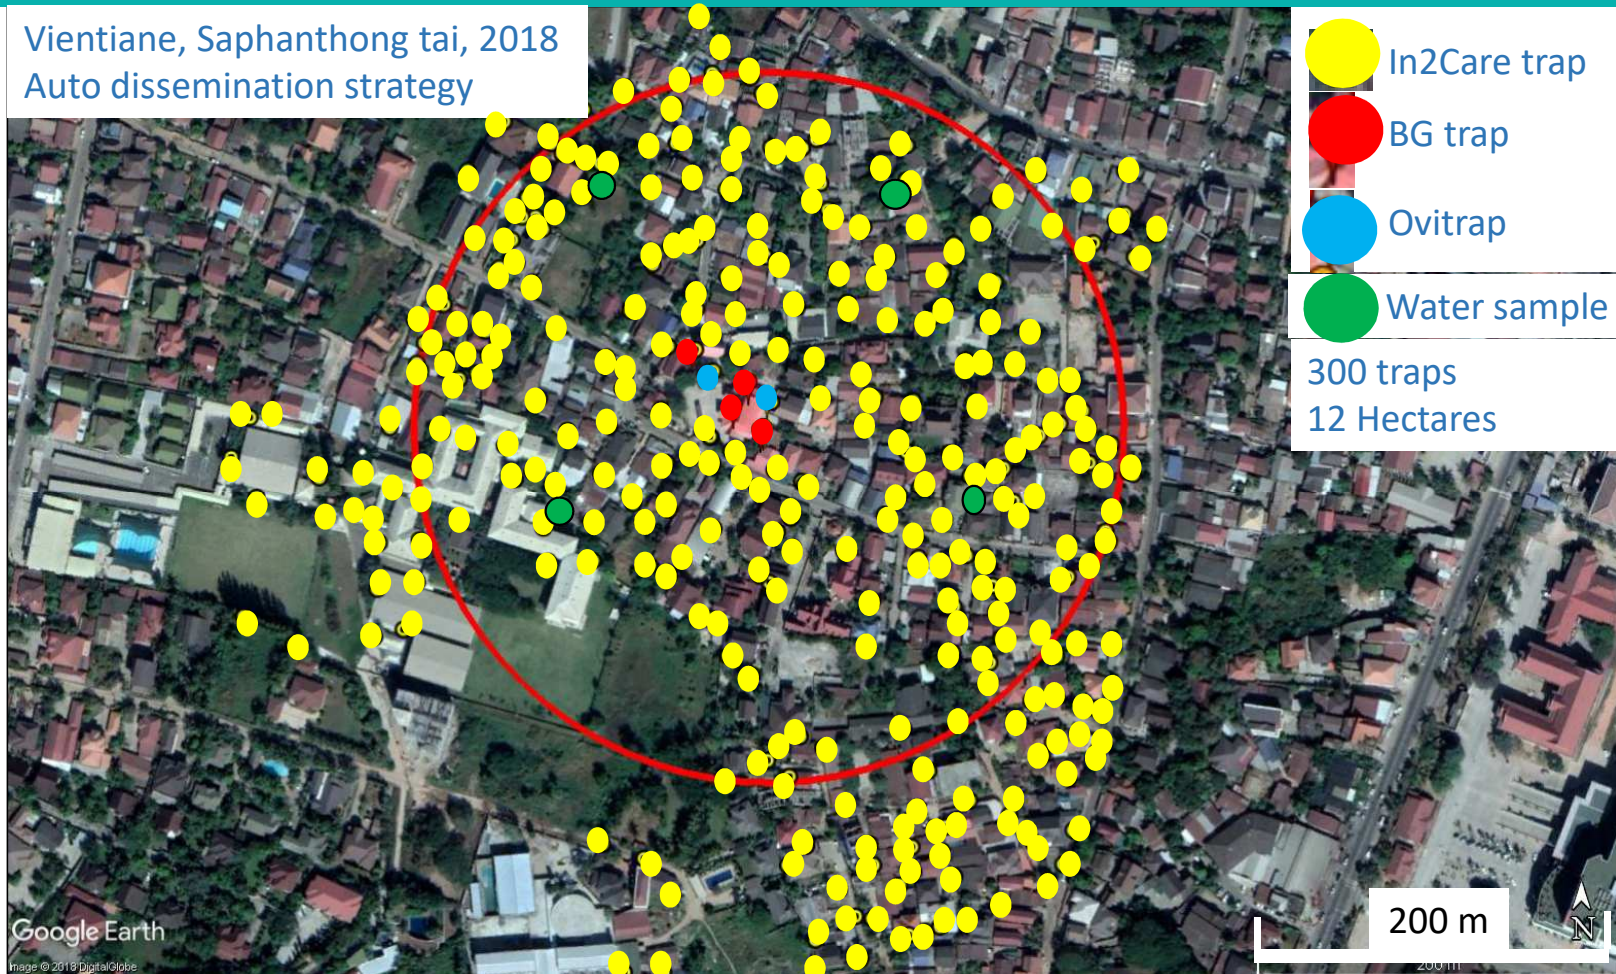 Vientiane, Saphanthong tai, 2018
Auto dissemination strategy
In2Care trap
BG trap
Ovitrap
Water sample
300 traps
12 Hectares
200 m
N
200 m
Google Earth
Image © 2018 DigitalGlobe